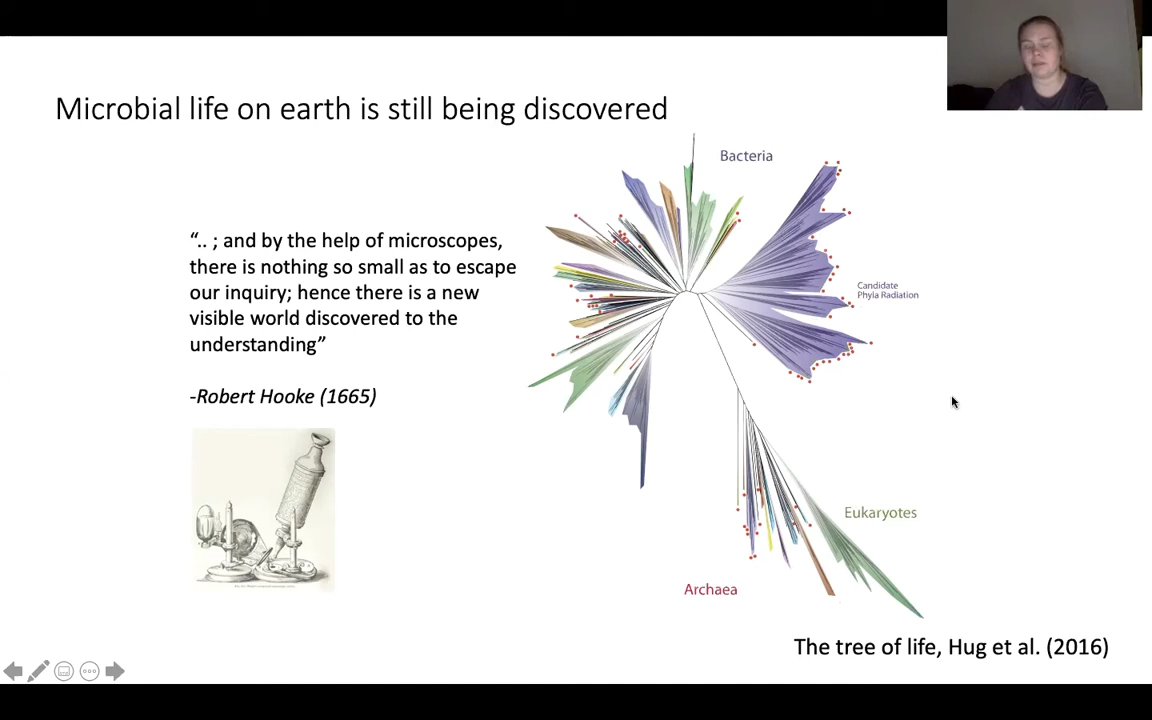 Microbial life on earth is still being discovered
Bacteria
“.. ; and by the help of microscopes,
there is nothing so small as to escape
our inquiry; hence there is a new
visible world discovered to the
understanding”
-Robert Hooke (1665)
Candidate
Phyla Radiation
Eukaryotes
Archaea
The tree of life, Hug et al. (2016)